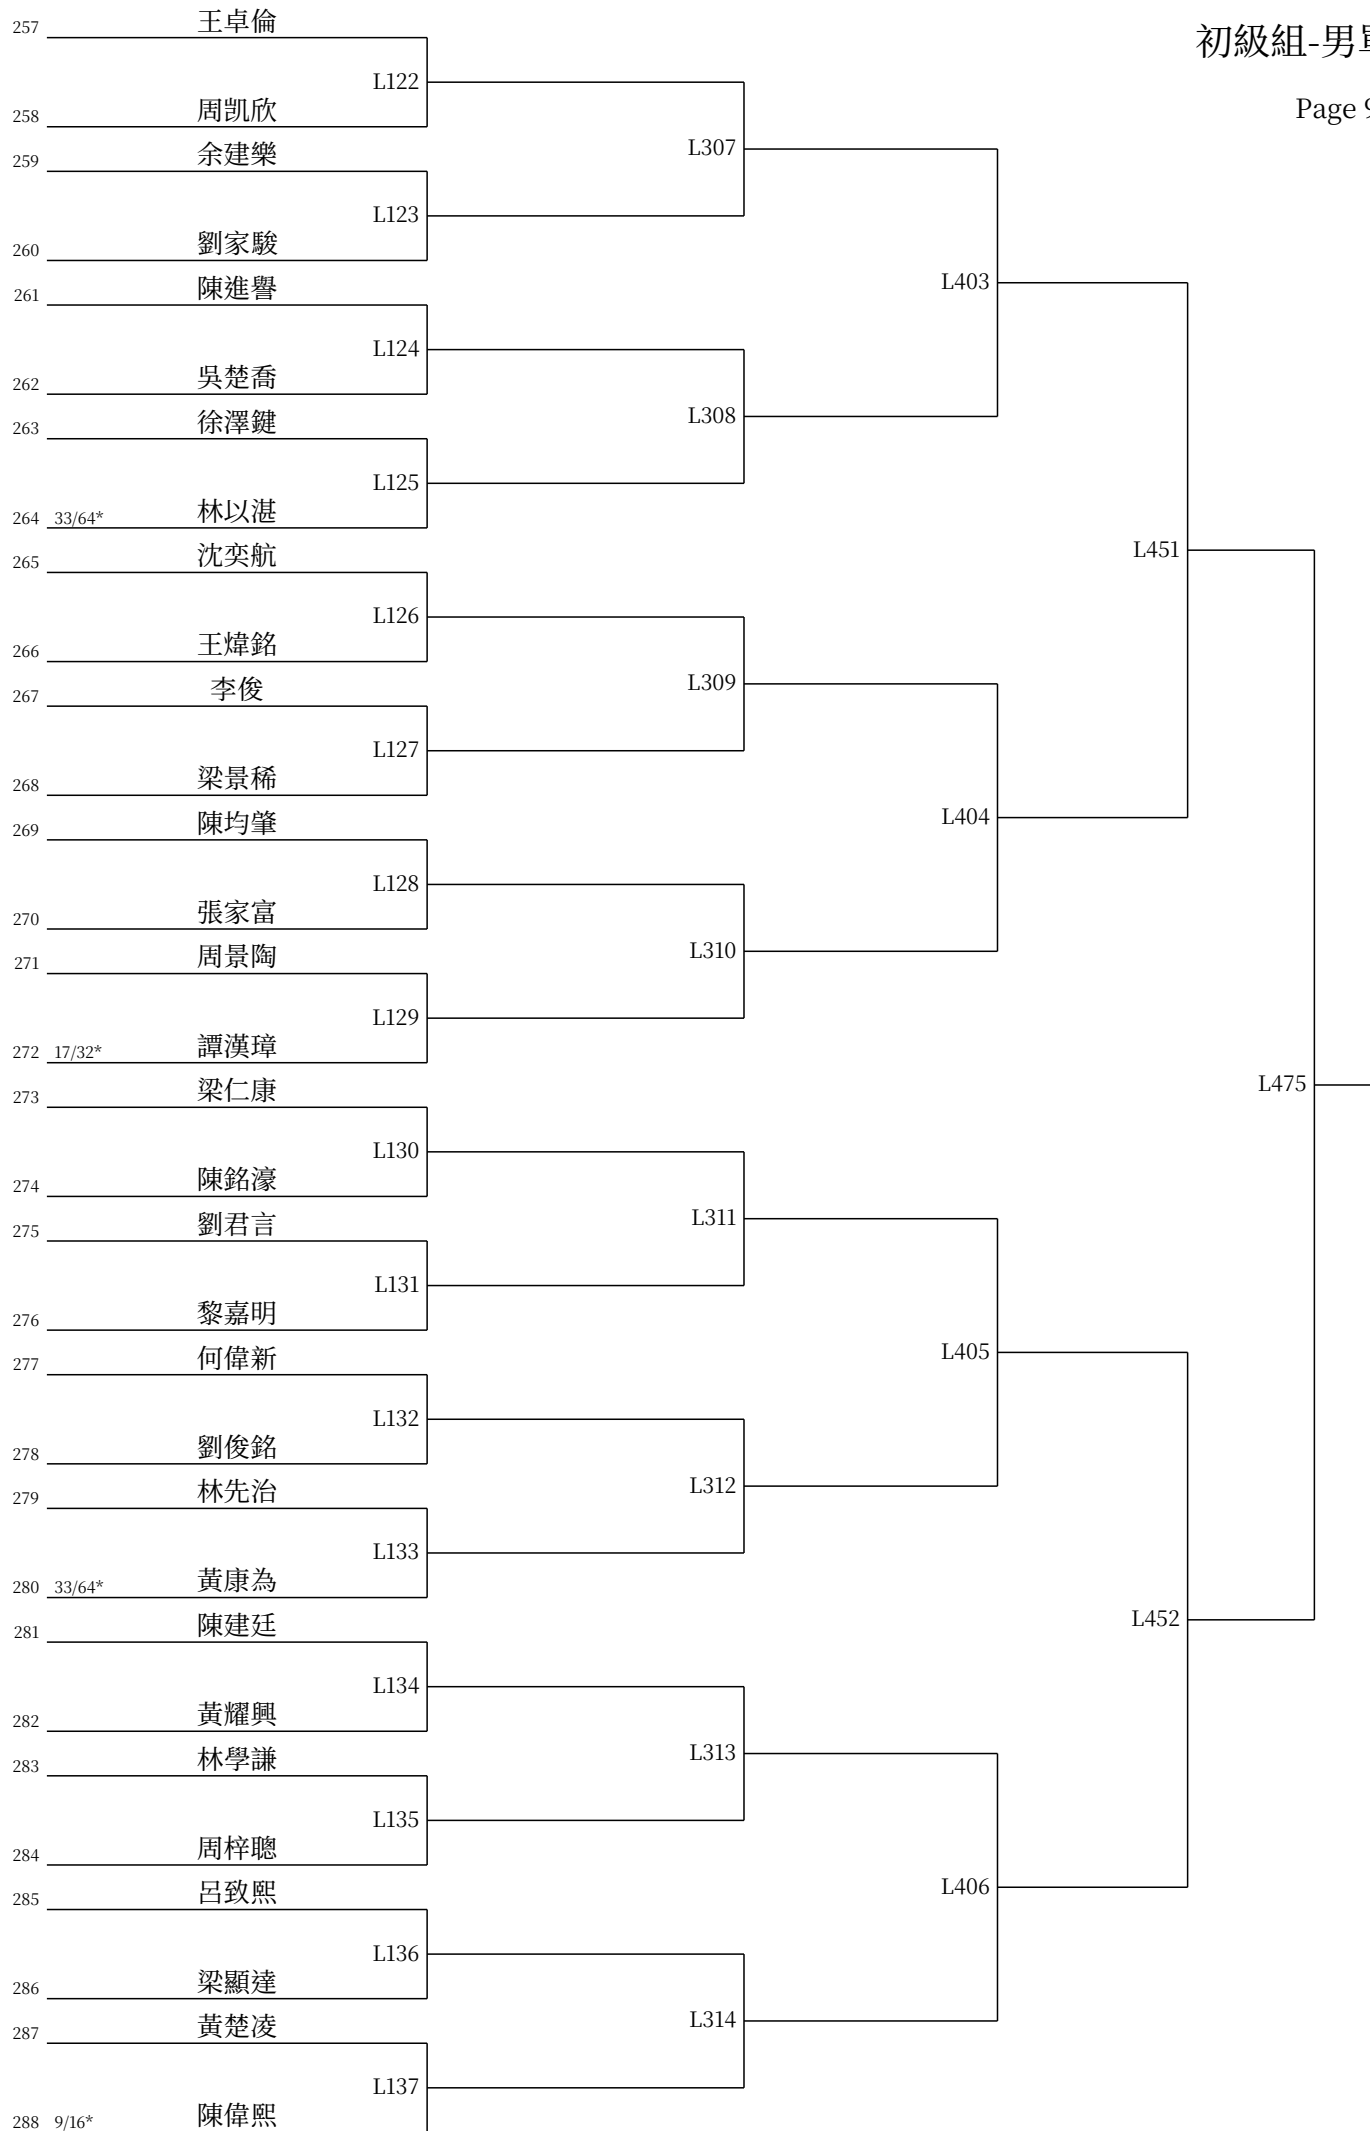 初級組-男
Page
257 王卓倫
L122
258 周凱欣
L307
259 余建樂
L123
260 劉家駿
L403
261 陳進譽
L124
262 吳楚喬
L308
263 徐澤鍵
L125
264 33/64* 林以湛
L451
265 沈奕航
L126
266 王煒銘
L309
267 李俊
L127
268 梁景稀
L404
269 陳均肇
L128
270 張家富
L310
271 周景陶
L129
272 17/32* 譚漢璋
L475
273 梁仁康
L130
274 陳銘濠
L311
275 劉君言
L131
276 黎嘉明
L405
277 何偉新
L132
278 劉俊銘
L312
279 林先治
L133
280 33/64* 黃康為
L452
281 陳建廷
L134
282 黃耀興
L313
283 林學謙
L135
284 周梓聰
L406
285 呂致熙
L136
286 梁顯達
L314
287 黃楚凌
L137
288 9/16* 陳偉熙